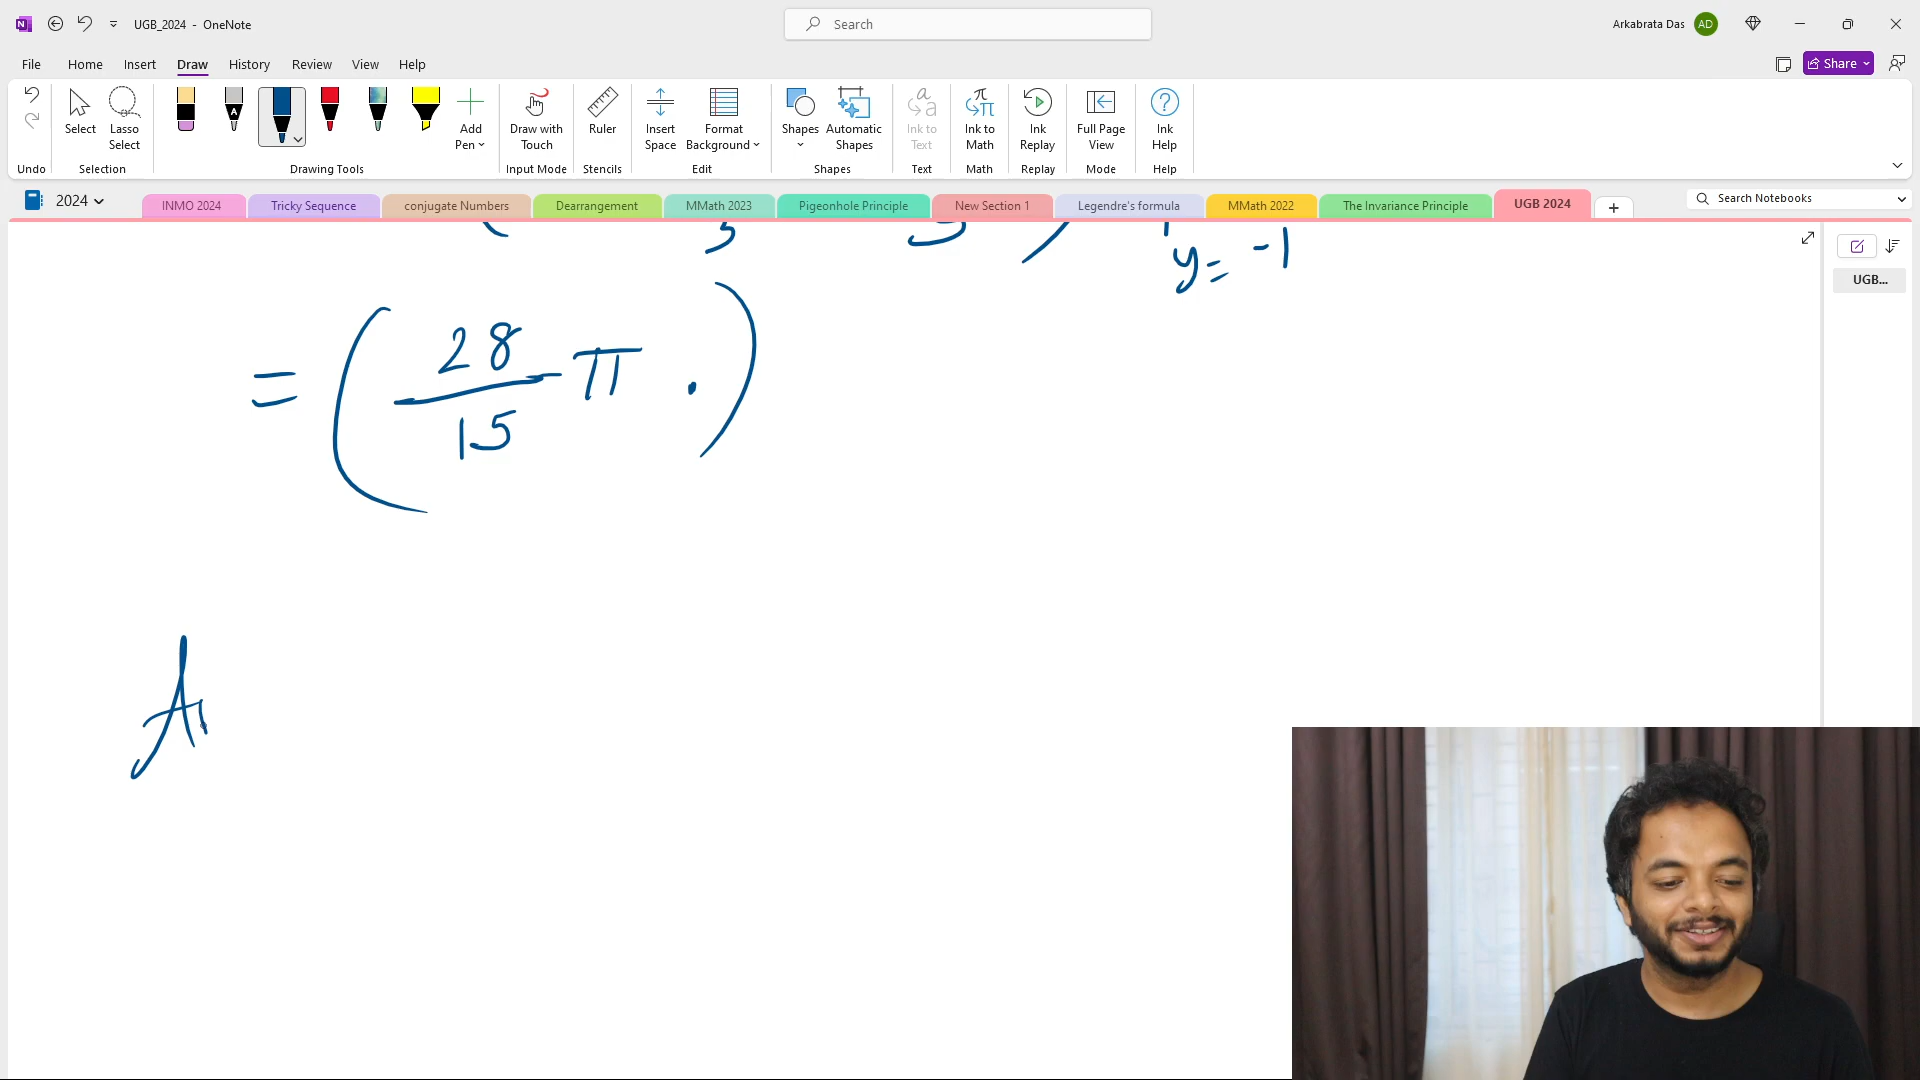 UGB_2024 - OneNote
Search
Arkabrata Das AD
File Home Insert Draw History Review View Help
Share
Select
Lasso Select
A
Add Pen
Draw with Touch
Ruler
Insert Space
Format Background
Shapes
Automatic Shapes
a
Ink to Text
π
Ink to Math
Ink Replay
Full Page View
Ink Help
Undo Selection Drawing Tools Input Mode Stencils Edit Shapes Text Math Replay Mode Help
2024
INMO 2024 Tricky Sequence conjugate Numbers Dearrangement MMath 2023 Pigeonhole Principle New Section 1 Legendre's formula MMath 2022 The Invariance Principle UGB 2024 +
Search Notebooks
UGB...
y = -1
= ( 28/15 π . )